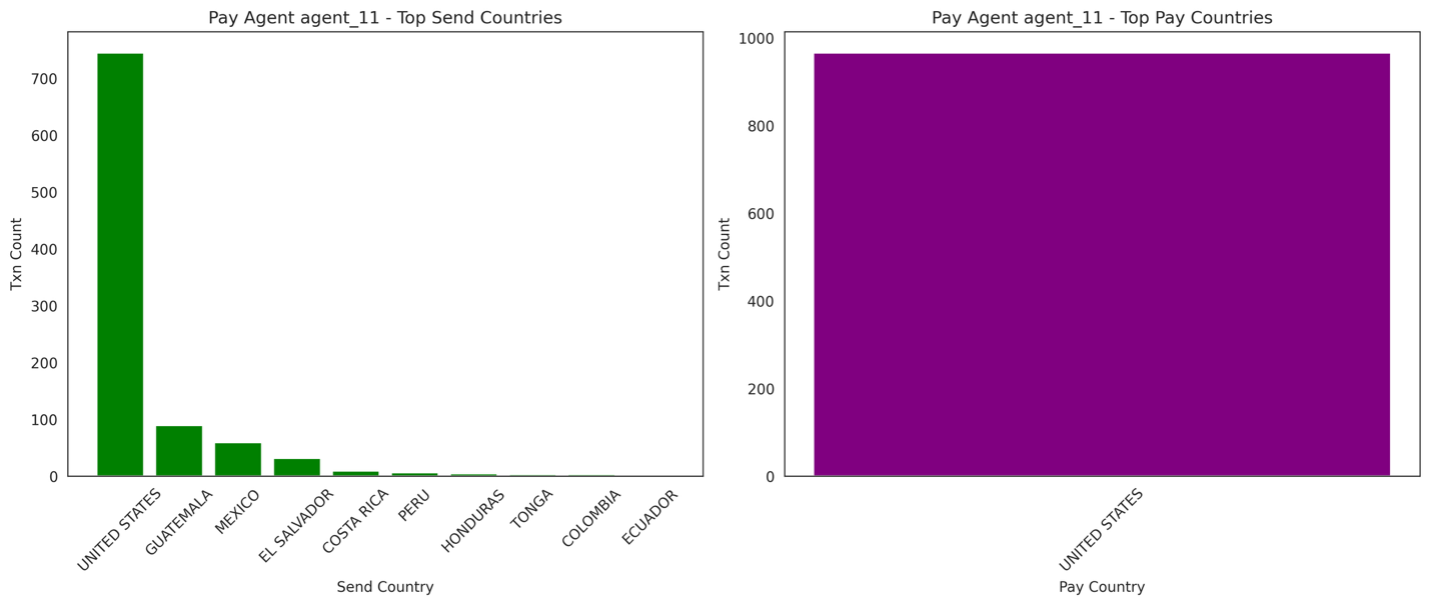 Pay Agent agent_11 - Top Send Countries
Txn Count
700
600
500
400
300
200
100
0
UNITED STATES
GUATEMALA
MEXICO
EL SALVADOR
COSTA RICA
PERU
HONDURAS
TONGA
COLOMBIA
ECUADOR
Send Country
Pay Agent agent_11 - Top Pay Countries
Txn Count
1000
800
600
400
200
0
UNITED STATES
Pay Country